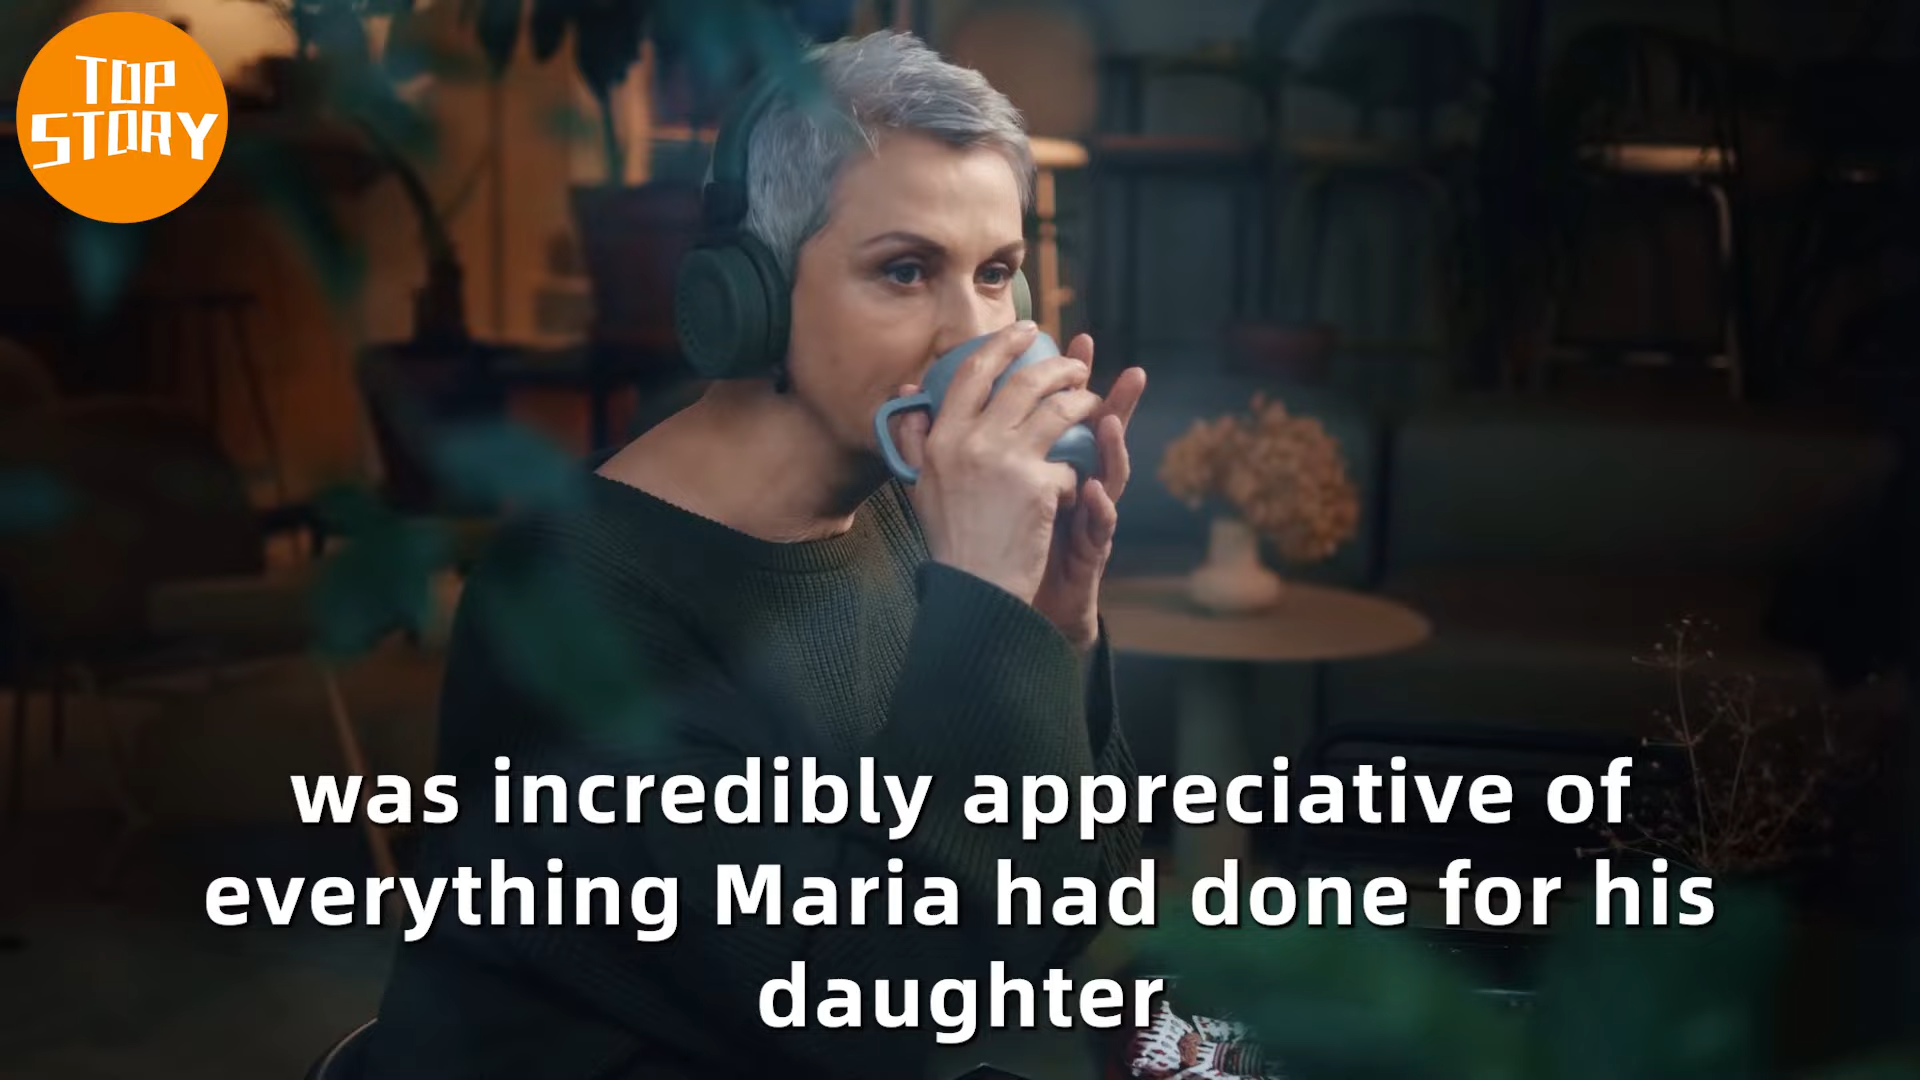 TOP
STORY
was incredibly appreciative of
everything Maria had done for his
daughter